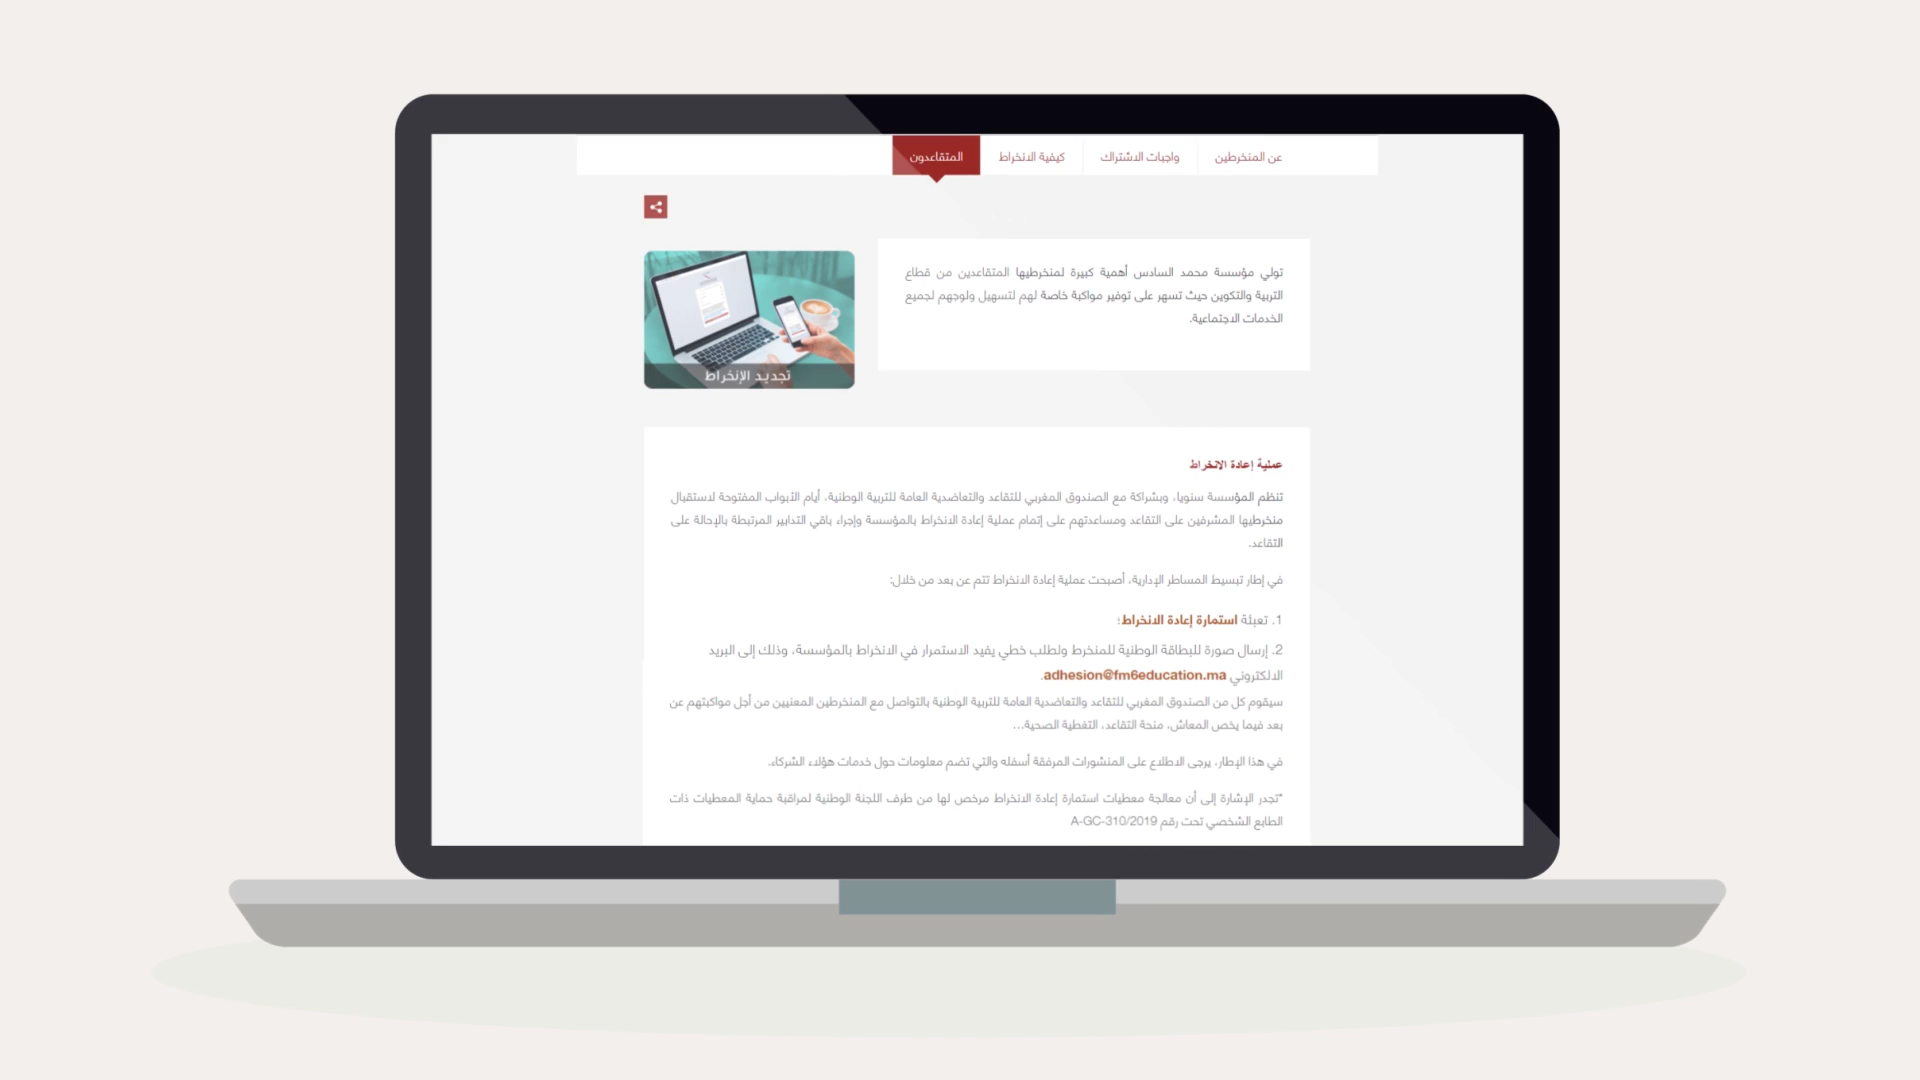 عن المنخرطين
واجبات الاشتراك
كيفية الانخراط
المتقاعدون
تولي مؤسسة محمد السادس أهمية كبيرة لمنخرطيها المتقاعدين من قطاع
التربية والتكوين حيث تسهر على توفير مواكبة خاصة لهم لتسهيل ولوجهم لجميع
الخدمات الاجتماعية.
تجديد الإنخراط
عملية إعادة الانخراط
تنظم المؤسسة سنويا، وبشراكة مع الصندوق المغربي للتقاعد والتعاضدية العامة للتربية الوطنية، أيام الأبواب المفتوحة لاستقبال
منخرطيها المشرفين على التقاعد ومساعدتهم على إتمام عملية إعادة الانخراط بالمؤسسة وإجراء باقي التدابير المرتبطة بالإحالة على
التقاعد.
في إطار تبسيط المساطر الإدارية، أصبحت عملية إعادة الانخراط تتم عن بعد من خلال:
1. تعبئة استمارة إعادة الانخراط؛
2. إرسال صورة للبطاقة الوطنية للمنخرط ولطلب خطي يفيد الاستمرار في الانخراط بالمؤسسة، وذلك إلى البريد
الالكتروني adhesion@fm6education.ma.
سيقوم كل من الصندوق المغربي للتقاعد والتعاضدية العامة للتربية الوطنية بالتواصل مع المنخرطين المعنيين من أجل مواكبتهم عن
بعد فيما يخص المعاش، منحة التقاعد، التغطية الصحية...
في هذا الإطار، يرجى الاطلاع على المنشورات المرفقة أسفله والتي تضم معلومات حول خدمات هؤلاء الشركاء.
*تجدر الإشارة إلى أن معالجة معطيات استمارة إعادة الانخراط مرخص لها من طرف اللجنة الوطنية لمراقبة حماية المعطيات ذات
الطابع الشخصي تحت رقم A-GC-310/2019